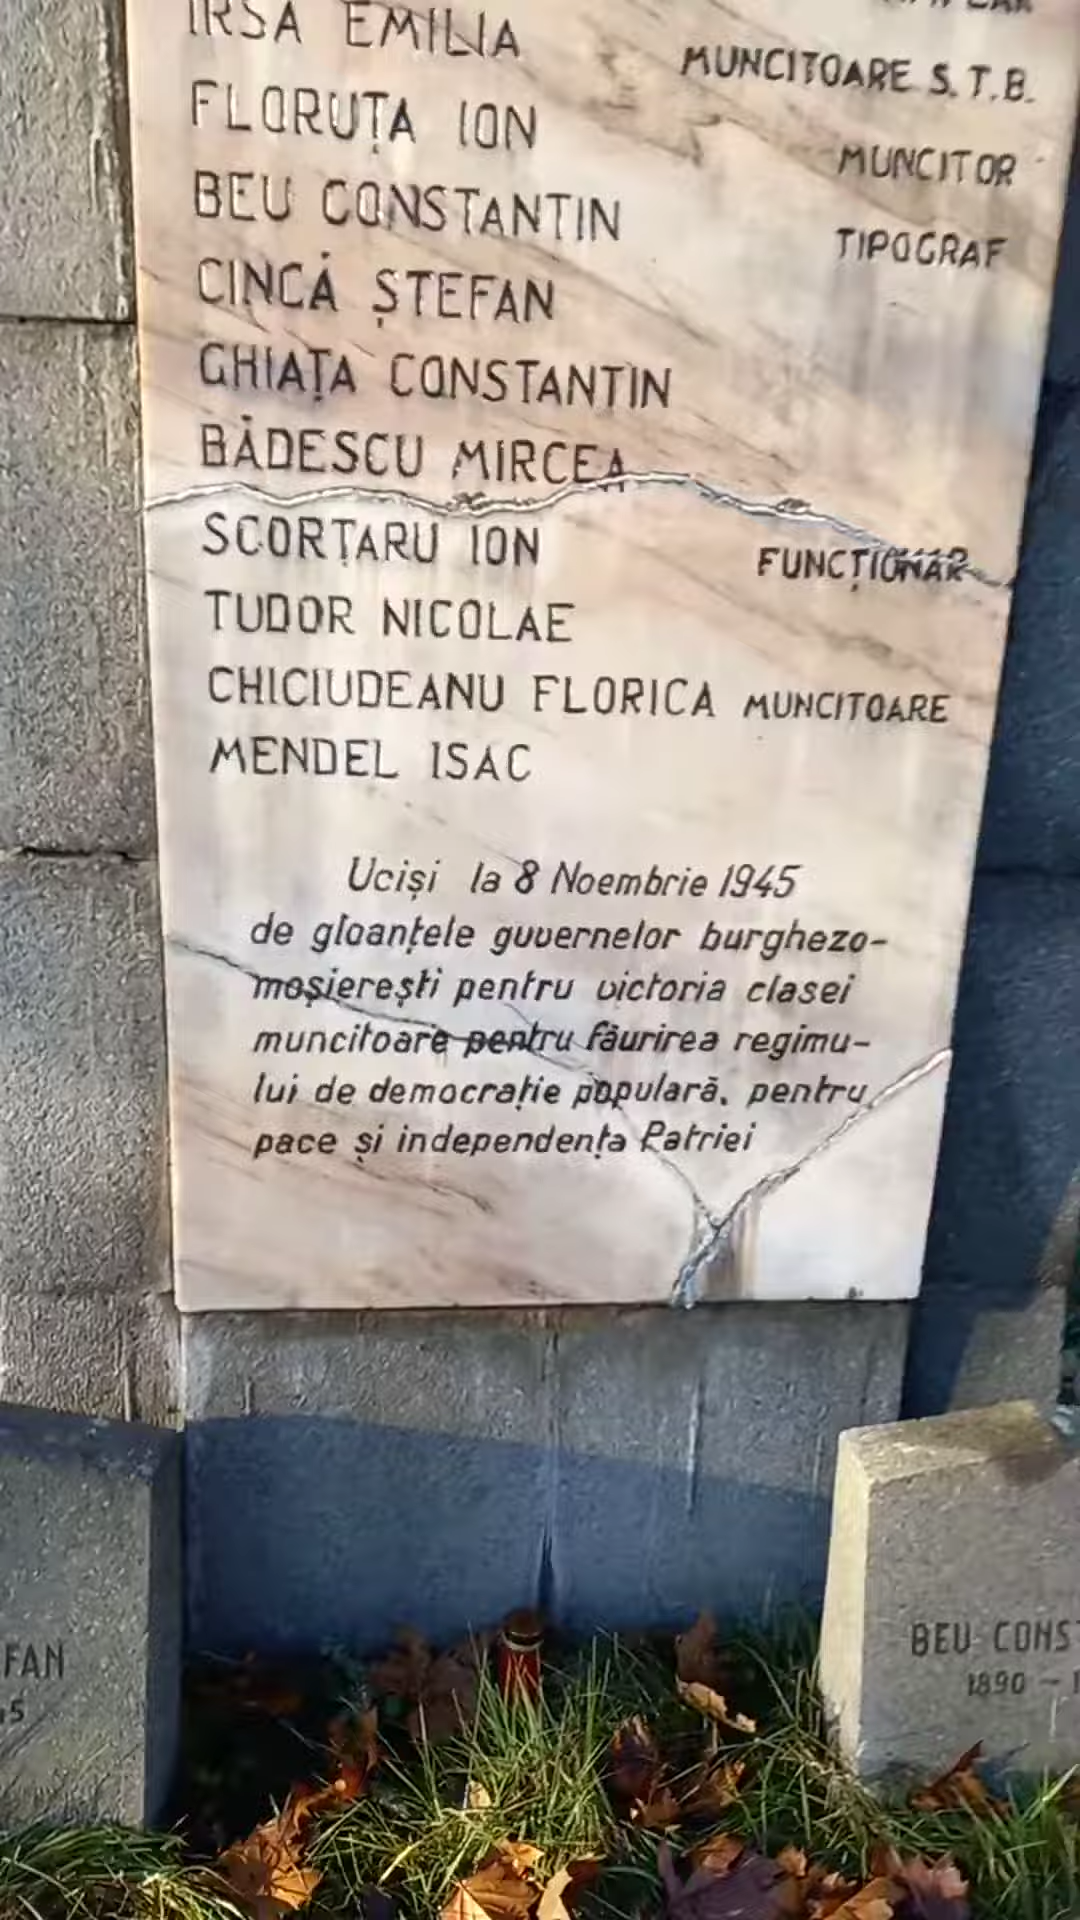 IRSA EMILIA MUNCITOARE S.T.B.
FLORUȚA ION MUNCITOR
BEU CONSTANTIN TIPOGRAF
CINCĂ ȘTEFAN
GHIAȚA CONSTANTIN
BĂDESCU MIRCEA
SCORȚARU ION FUNCȚIONAR
TUDOR NICOLAE
CHICIUDEANU FLORICA MUNCITOARE
MENDEL ISAC
Uciși la 8 Noembrie 1945
de gloanțele guvernelor burghezo-
moșierești pentru victoria clasei
muncitoare pentru făurirea regimu-
lui de democrație populară, pentru
pace și independența Patriei
FAN
45
BEU CONS
1890 - 1